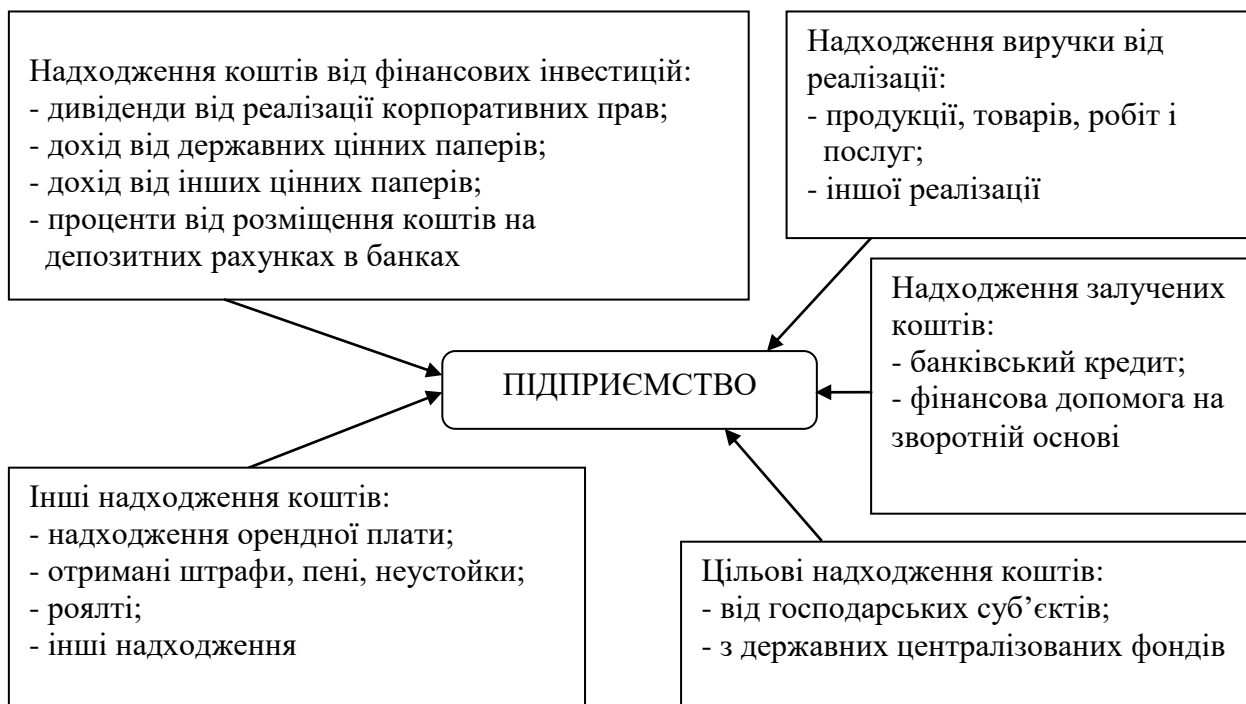 Надходження коштів від фінансових інвестицій:
- дивіденди від реалізації корпоративних прав;
- дохід від державних цінних паперів;
- дохід від інших цінних паперів;
- проценти від розміщення коштів на
депозитних рахунках в банках
Надходження виручки від
реалізації:
- продукції, товарів, робіт і
послуг;
- іншої реалізації
Надходження залучених
коштів:
- банківський кредит;
- фінансова допомога на
зворотній основі
ПІДПРИЄМСТВО
Інші надходження коштів:
- надходження орендної плати;
- отримані штрафи, пені, неустойки;
- роялті;
- інші надходження
Цільові надходження коштів:
- від господарських суб’єктів;
- з державних централізованих фондів